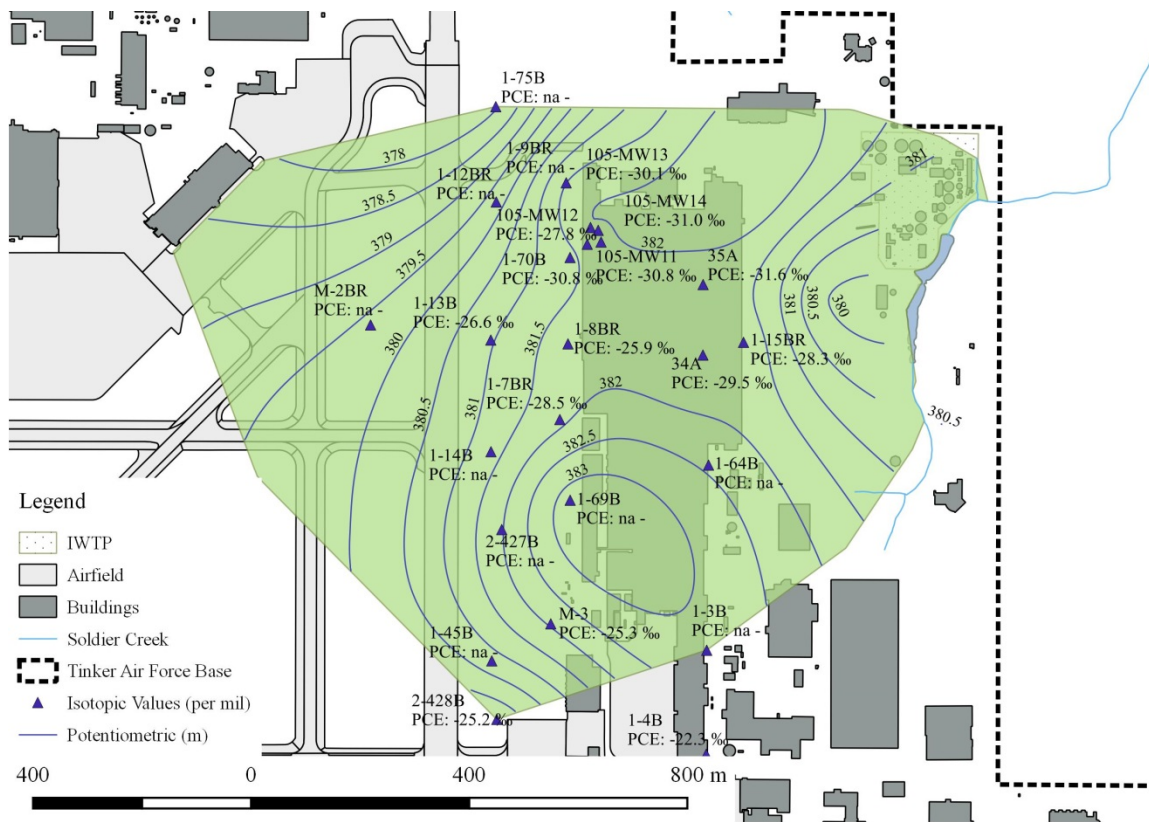 1-75B
PCE: na -
378
1-9BR
PCE: na -
105-MW13
PCE: -30.1 ‰
381
1-12BR
PCE: na -
105-MW14
PCE: -31.0 ‰
378.5
105-MW12
PCE: -27.8 ‰
382
379
1-70B
PCE: -30.8 ‰
105-MW11
PCE: -30.8 ‰
35A
PCE: -31.6 ‰
379.5
M-2BR
PCE: na -
1-13B
PCE: -26.6 ‰
381
380.5
380
380
381.5
1-8BR
PCE: -25.9 ‰
34A
PCE: -29.5 ‰
1-15BR
PCE: -28.3 ‰
1-7BR
PCE: -28.5 ‰
382
380.5
381
380.5
382.5
1-14B
PCE: na -
383
1-64B
PCE: na -
1-69B
PCE: na -
2-427B
PCE: na -
M-3
PCE: -25.3 ‰
1-3B
PCE: na -
1-45B
PCE: na -
2-428B
PCE: -25.2 ‰
1-4B
PCE: -22.3 ‰
Legend
IWTP
Airfield
Buildings
Soldier Creek
Tinker Air Force Base
Isotopic Values (per mil)
Potentiometric (m)
400 0 400 800 m